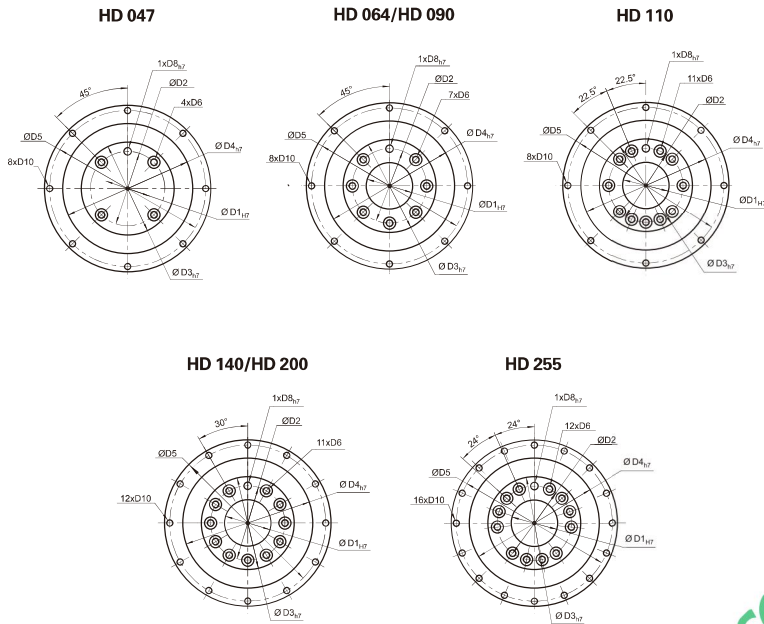 HD 047
45°
1xD8h7
ØD2
4xD6
ØD5
Ø D4h7
8xD10
Ø D1H7
Ø D3h7
HD 064/HD 090
45°
1xD8h7
ØD2
7xD6
ØD5
Ø D4h7
8xD10
ØD1H7
Ø D3h7
HD 110
22.5°
22.5°
1xD8h7
11xD6
ØD2
ØD5
Ø D4h7
8xD10
ØD1H7
Ø D3h7
HD 140/HD 200
30°
1xD8h7
ØD2
11xD6
ØD5
Ø D4h7
12xD10
Ø D1H7
Ø D3h7
HD 255
24°
24°
1xD8h7
12xD6
ØD2
ØD5
Ø D4h7
16xD10
Ø D1H7
Ø D3h7